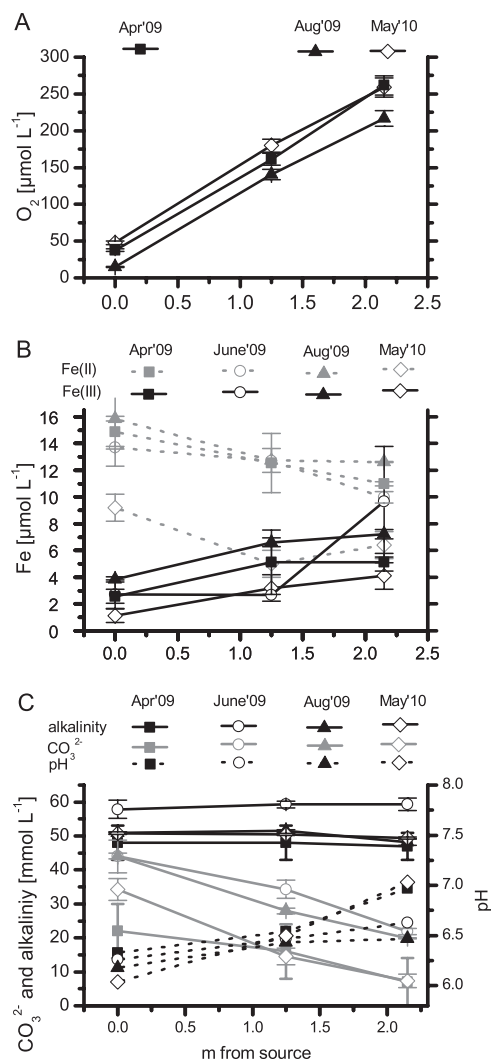 A
Apr'09 Aug'09 May'10
300
250
200
150
100
50
0
O2 [µmol L-1]
0.0 0.5 1.0 1.5 2.0 2.5
B
Apr'09 June'09 Aug'09 May'10
Fe(II)
Fe(III)
16
14
12
10
8
6
4
2
0
Fe [µmol L-1]
0.0 0.5 1.0 1.5 2.0 2.5
C
Apr'09 June'09 Aug'09 May'10
alkalinity
CO3 2-
pH
60
50
40
30
20
10
0
CO3 2- and alkaliniy [mmol L-1]
8.0
7.5
7.0
6.5
6.0
pH
0.0 0.5 1.0 1.5 2.0
m from source